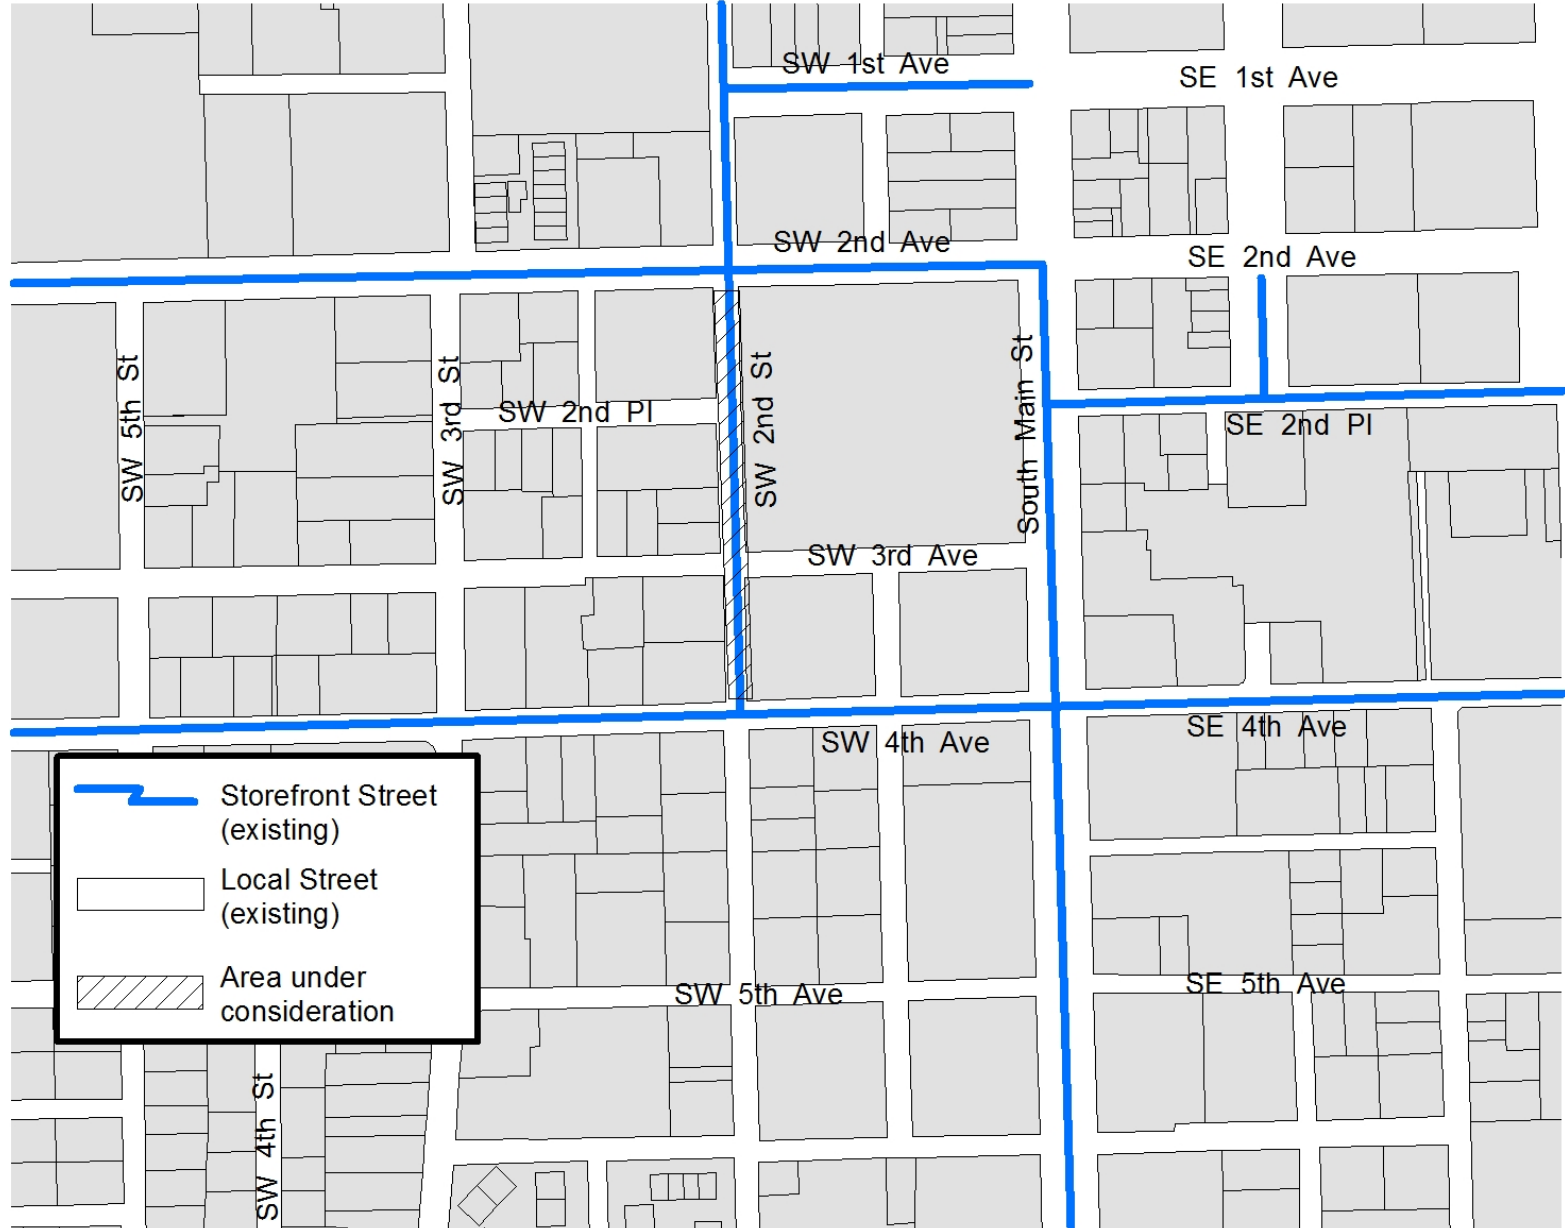 SW 1st Ave
SE 1st Ave
SW 2nd Ave
SE 2nd Ave
SW 5th St
SW 3rd St
SW 2nd Pl
SW 2nd St
South Main St
SE 2nd Pl
SW 3rd Ave
SW 4th Ave
SE 4th Ave
Storefront Street
(existing)
Local Street
(existing)
Area under
consideration
SW 5th Ave
SE 5th Ave
SW 4th St